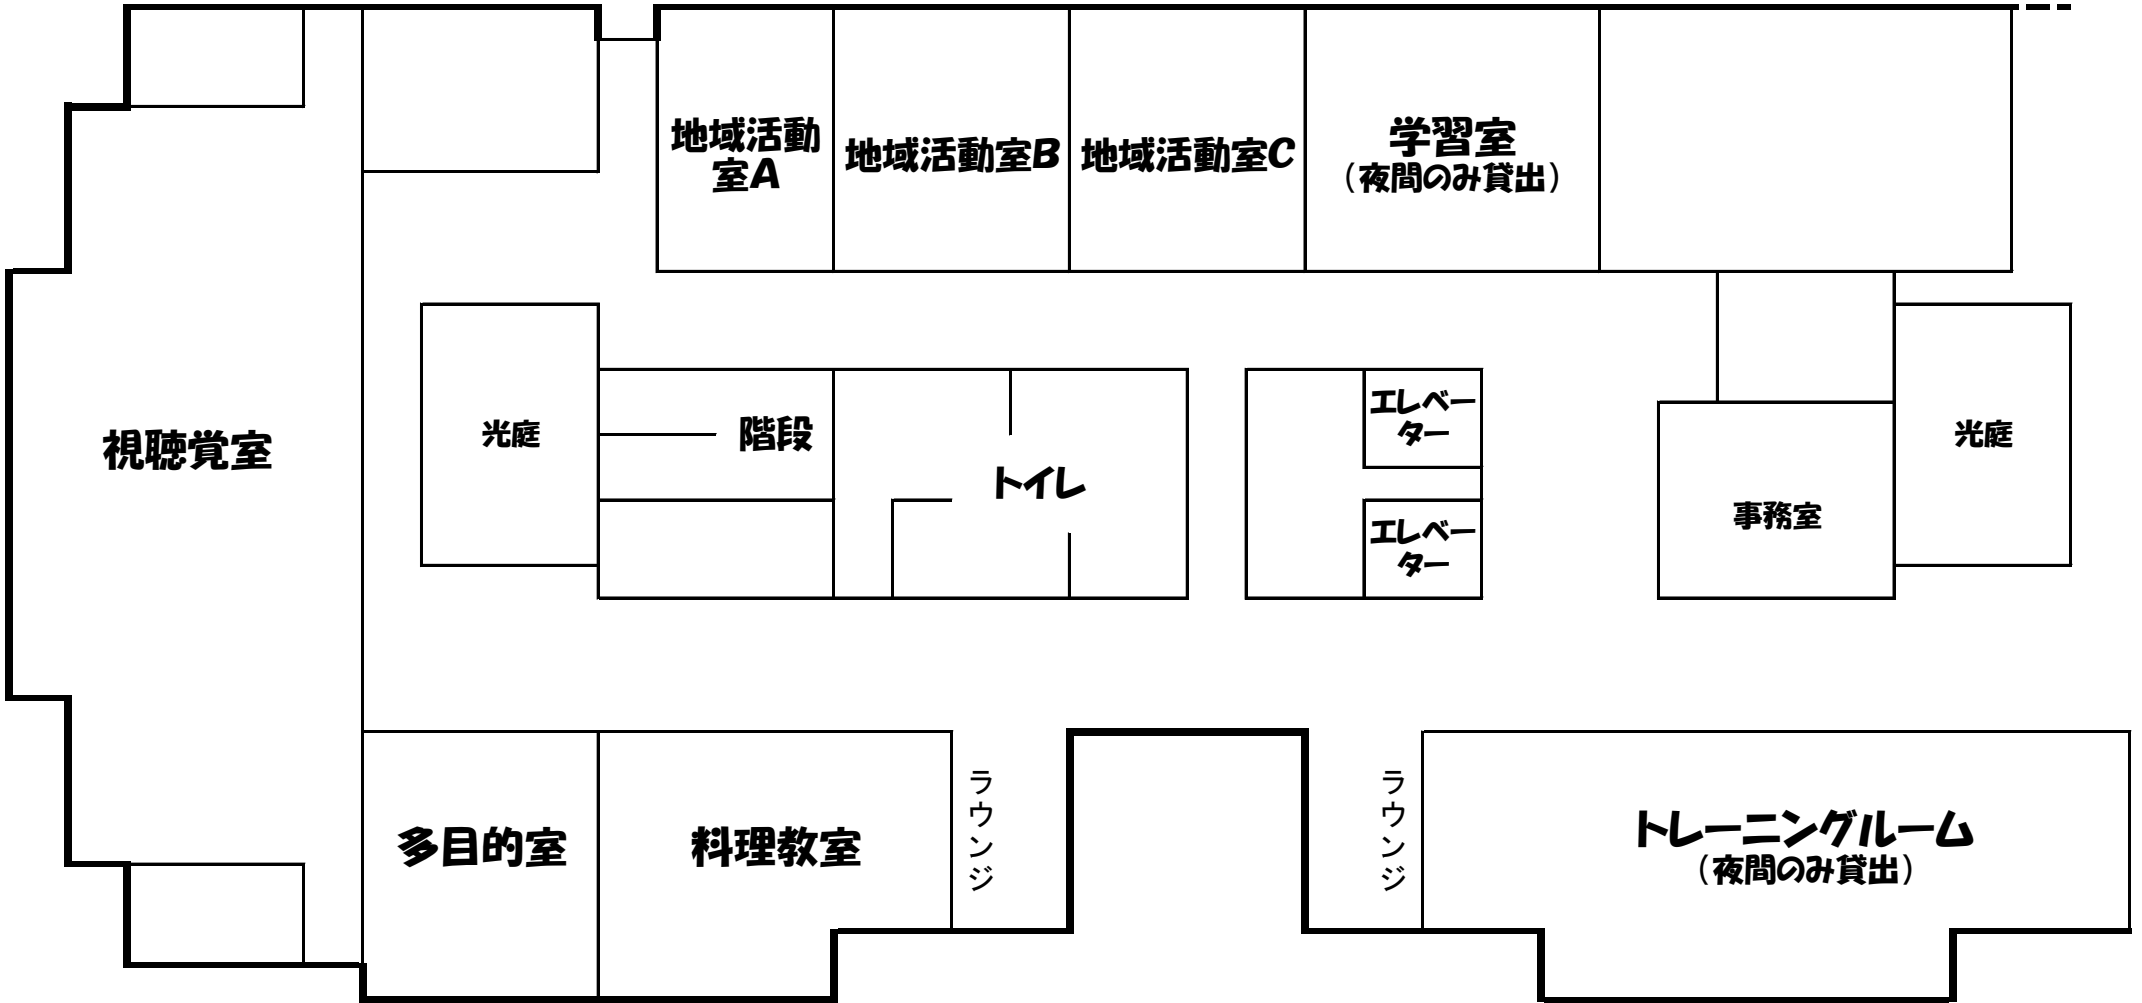 地域活動
室A
地域活動室B
地域活動室C
学習室
（夜間のみ貸出）
視聴覚室
光庭
階段
トイレ
エレベー
ター
エレベー
ター
事務室
光庭
多目的室
料理教室
ラウンジ
ラウンジ
トレーニングルーム
（夜間のみ貸出）